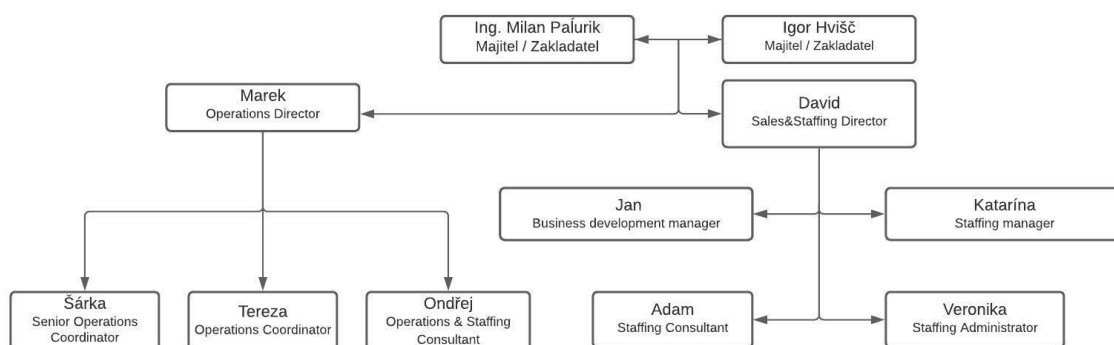 Ing. Milan Paĺurik
Majitel / Zakladatel
Igor Hvišč
Majitel / Zakladatel
Marek
Operations Director
David
Sales&Staffing Director
Jan
Business development manager
Katarína
Staffing manager
Šárka
Senior Operations
Coordinator
Tereza
Operations Coordinator
Ondřej
Operations & Staffing
Consultant
Adam
Staffing Consultant
Veronika
Staffing Administrator